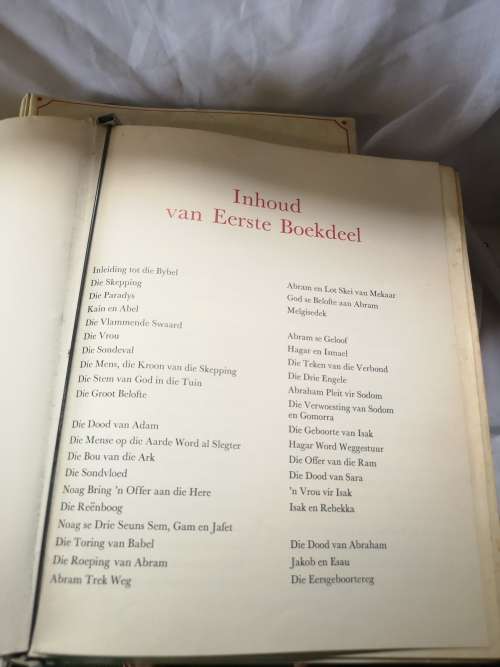 Inhoud
van Eerste Boekdeel
Inleiding tot die Bybel
Die Skepping
Die Paradys
Kain en Abel
Die Vlammende Swaard
Die Vrou
Die Sondeval
Die Mens, die Kroon van die Skepping
Die Stem van God in die Tuin
Die Groot Belofte
Die Dood van Adam
Die Mense op die Aarde Word al Slegter
Die Bou van die Ark
Die Sondvloed
Noag Bring 'n Offer aan die Here
Die Reënboog
Noag se Drie Seuns Sem, Gam en Jafet
Die Toring van Babel
Die Roeping van Abram
Abram Trek Weg
Abram en Lot Skei van Mekaar
God se Belofte aan Abram
Melgisedek
Abram se Geloof
Hagar en Ismael
Die Teken van die Verbond
Die Drie Engele
Abraham Pleit vir Sodom
Die Verwoesting van Sodom
en Gomorra
Die Geboorte van Isak
Hagar Word Weggestuur
Die Offer van die Ram
Die Dood van Sara
'n Vrou vir Isak
Isak en Rebekka
Die Dood van Abraham
Jakob en Esau
Die Eersgeboortereg